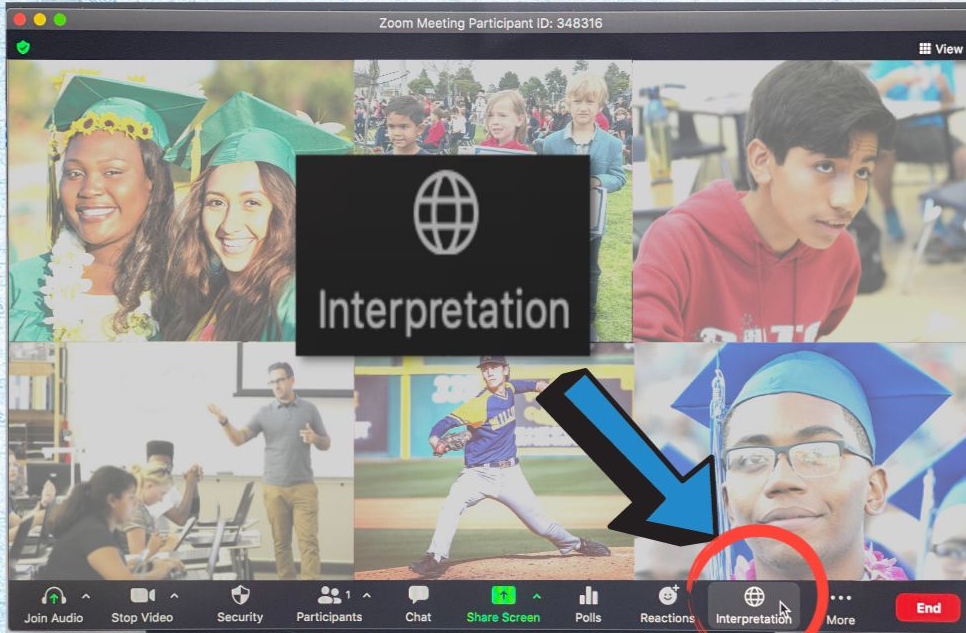 Zoom Meeting Participant ID: 348316
View
Interpretation
Join Audio
Stop Video
Security
Participants
1
Chat
Share Screen
Polls
Reactions
Interpretation
More
End